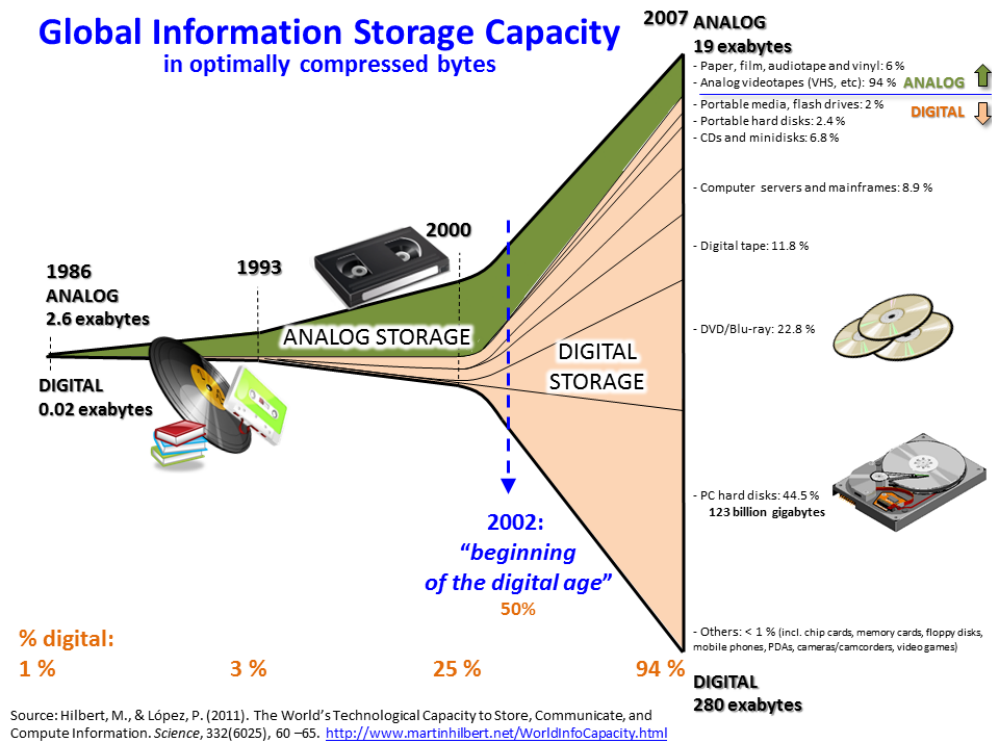 Global Information Storage Capacity
in optimally compressed bytes
2007 ANALOG
19 exabytes
- Paper, film, audiotape and vinyl: 6 %
- Analog videotapes (VHS, etc): 94 %
ANALOG
- Portable media, flash drives: 2 %
DIGITAL
- Portable hard disks: 2.4 %
- CDs and minidisks: 6.8 %
- Computer servers and mainframes: 8.9 %
- Digital tape: 11.8 %
- DVD/Blu-ray: 22.8 %
- PC hard disks: 44.5 %
123 billion gigabytes
- Others: < 1 % (incl. chip cards, memory cards, floppy disks,
mobile phones, PDAs, cameras/camcorders, video games)
DIGITAL
280 exabytes
1986
ANALOG
2.6 exabytes
DIGITAL
0.02 exabytes
1993
2000
ANALOG STORAGE
DIGITAL
STORAGE
2002:
“beginning
of the digital age”
50%
% digital:
1 %
3 %
25 %
94 %
Source: Hilbert, M., & López, P. (2011). The World’s Technological Capacity to Store, Communicate, and
Compute Information. Science, 332(6025), 60 –65. http://www.martinhilbert.net/WorldInfoCapacity.html